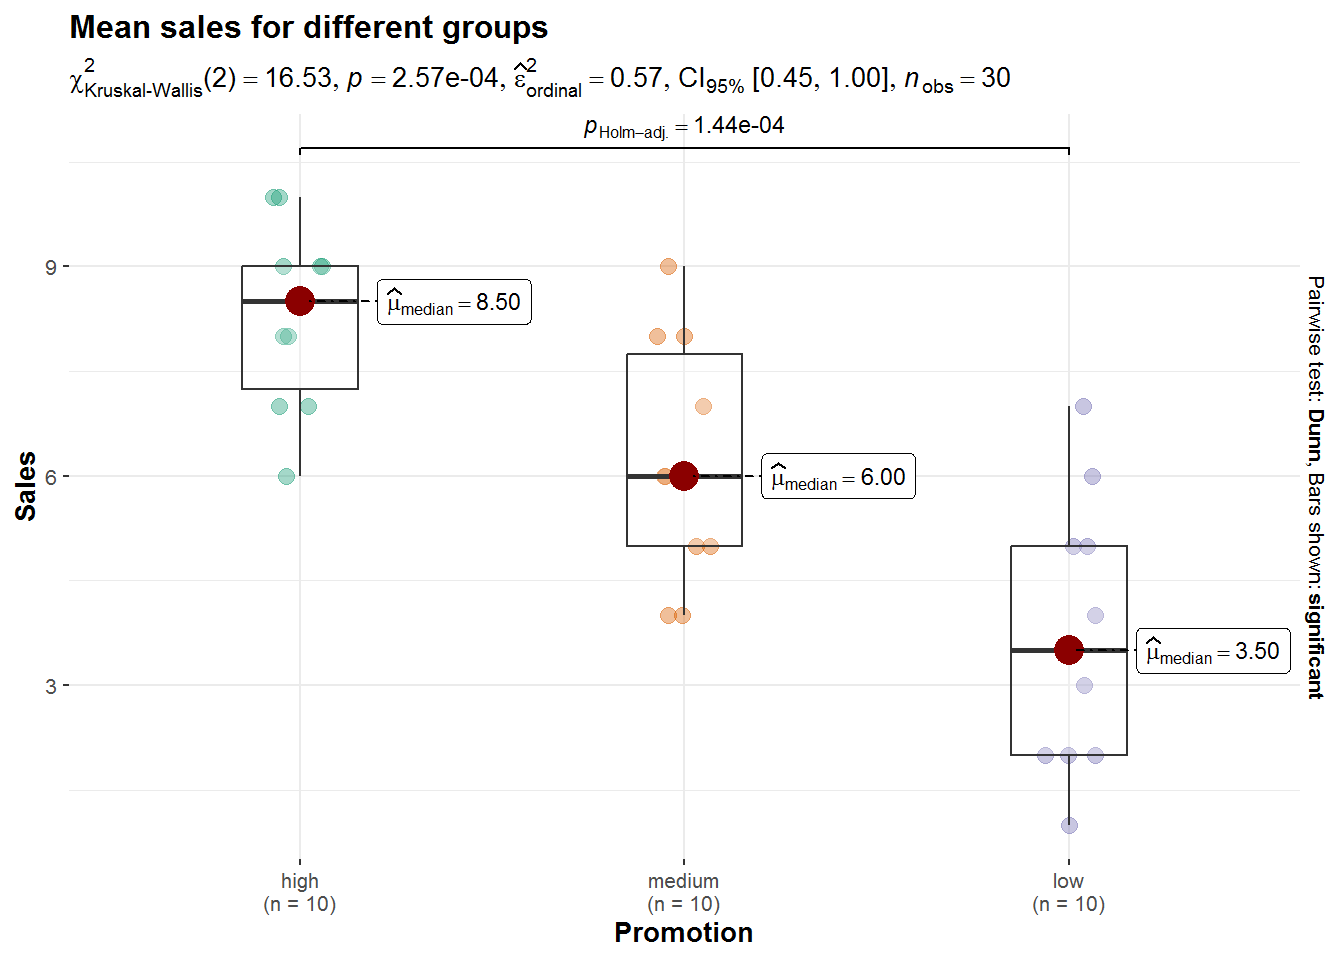 Mean sales for different groups
χ²Kruskal-Wallis(2) = 16.53, p = 2.57e-04, ε̂²ordinal = 0.57, CI95% [0.45, 1.00], nobs = 30
pHolm−adj. = 1.44e-04
9
6
3
Sales
μ̂median = 8.50
μ̂median = 6.00
μ̂median = 3.50
Pairwise test: Dunn, Bars shown: significant
high
(n = 10)
medium
(n = 10)
low
(n = 10)
Promotion